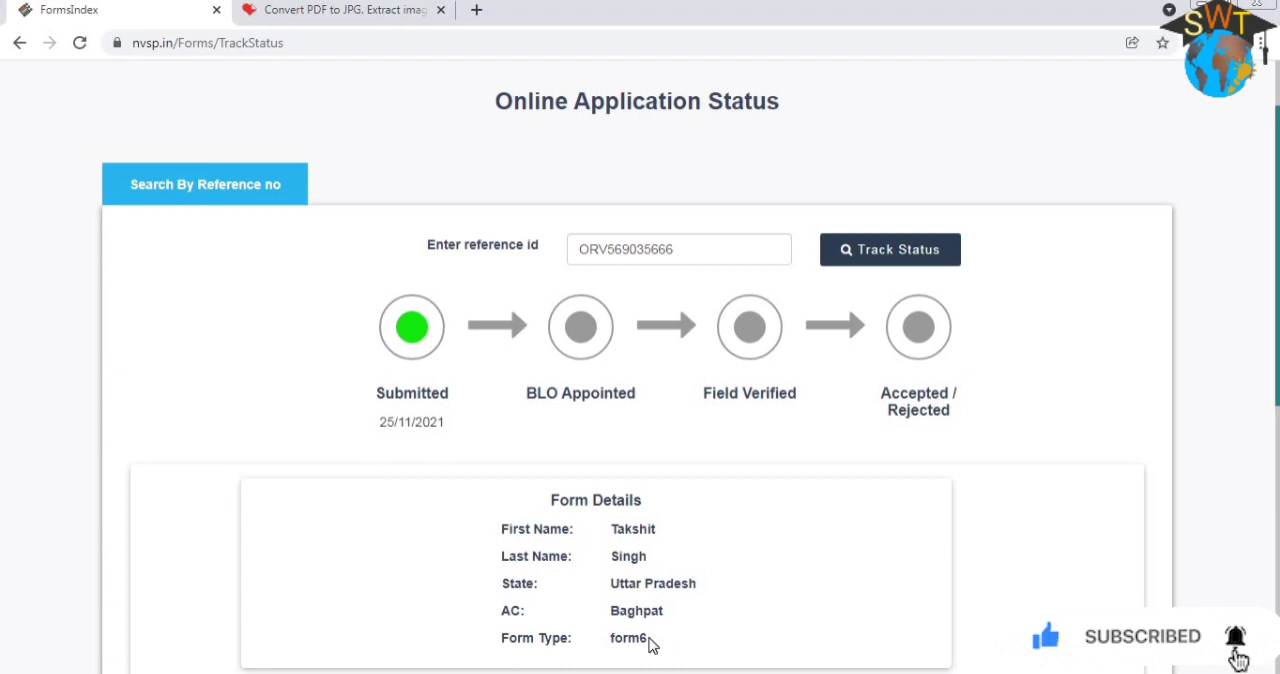 FormsIndex
Convert PDF to JPG. Extract imag
nvsp.in/Forms/TrackStatus
SWT
Online Application Status
Search By Reference no
Enter reference id
ORV569035666
Track Status
Submitted
BLO Appointed
Field Verified
Accepted /
Rejected
25/11/2021
Form Details
First Name: Takshit
Last Name: Singh
State: Uttar Pradesh
AC: Baghpat
Form Type: form6
SUBSCRIBED